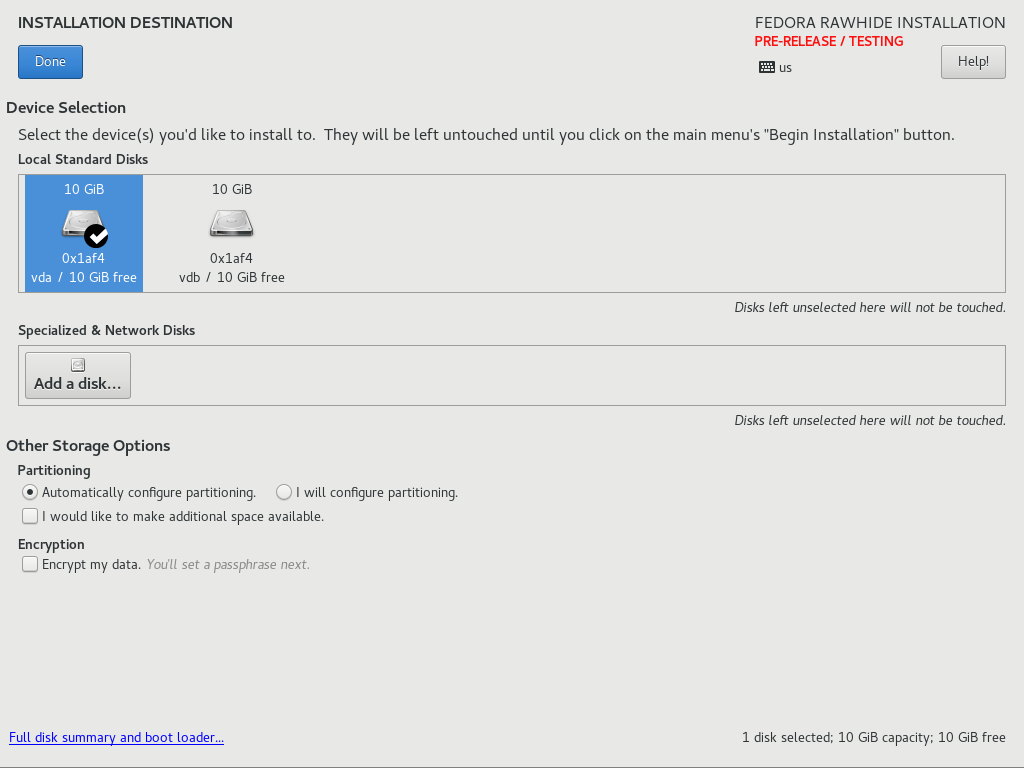 INSTALLATION DESTINATION
FEDORA RAWHIDE INSTALLATION
PRE-RELEASE / TESTING
Done
us
Help!
Device Selection
Select the device(s) you'd like to install to.  They will be left untouched until you click on the main menu's "Begin Installation" button.
Local Standard Disks
10 GiB
0x1af4
vda / 10 GiB free
10 GiB
0x1af4
vdb / 10 GiB free
Disks left unselected here will not be touched.
Specialized & Network Disks
Add a disk...
Disks left unselected here will not be touched.
Other Storage Options
Partitioning
Automatically configure partitioning.
I will configure partitioning.
I would like to make additional space available.
Encryption
Encrypt my data. You'll set a passphrase next.
Full disk summary and boot loader...
1 disk selected; 10 GiB capacity; 10 GiB free